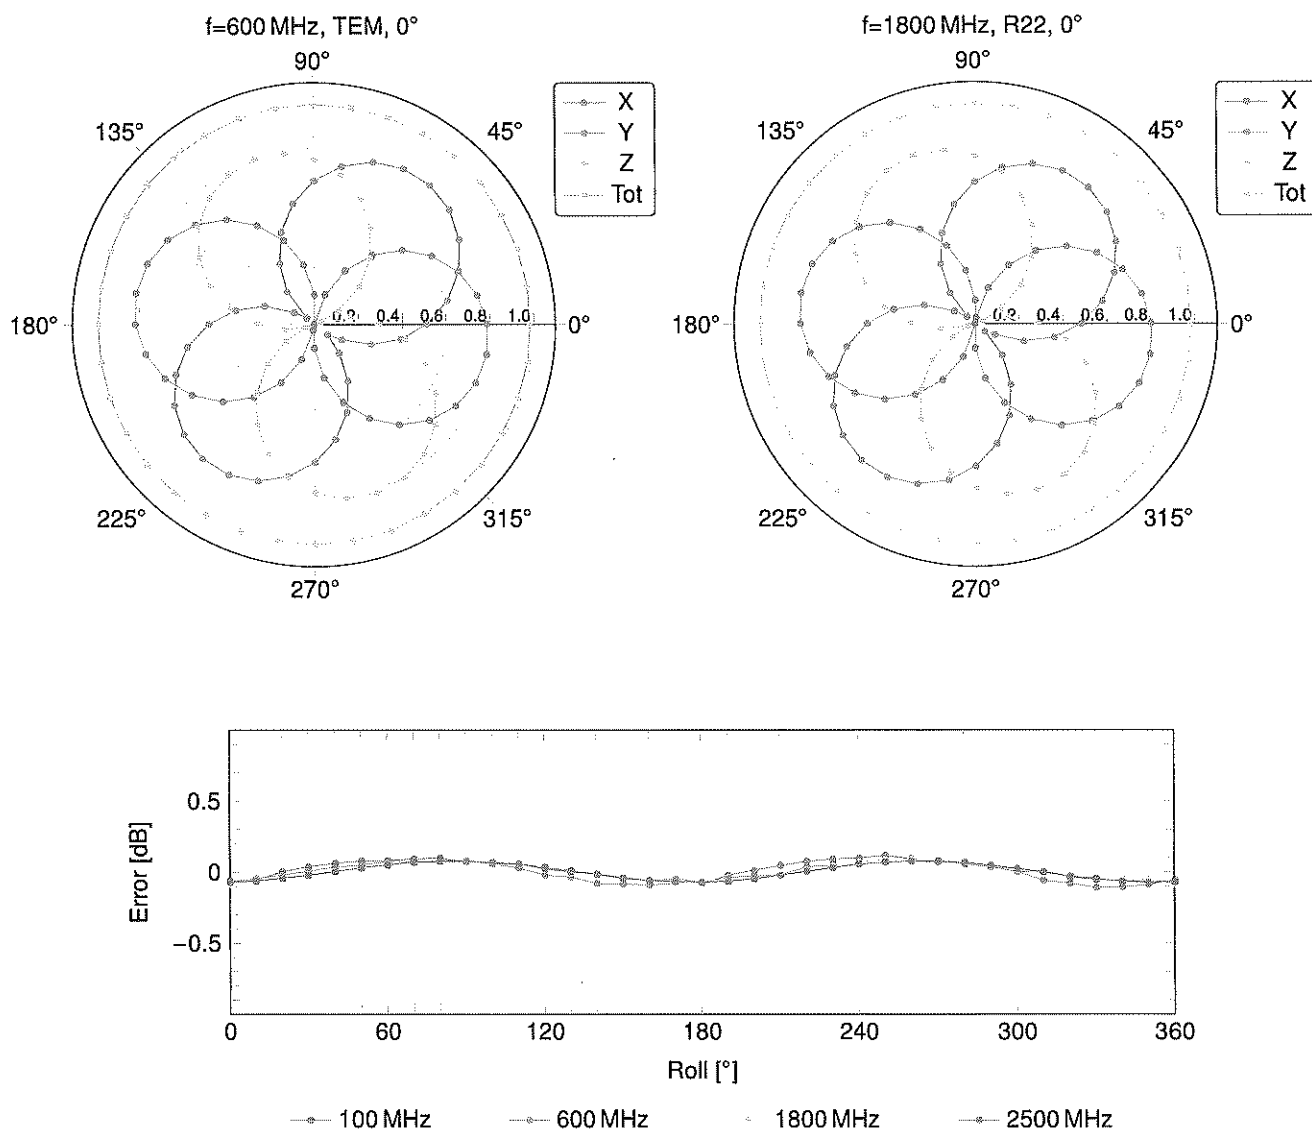 f=600 MHz, TEM, 0°
90°
135°
45°
180°
0°
225°
315°
270°
0.2 0.4 0.6 0.8 1.0
X
Y
Z
Tot
f=1800 MHz, R22, 0°
90°
135°
45°
180°
0°
225°
315°
270°
0.2 0.4 0.6 0.8 1.0
X
Y
Z
Tot
Error [dB]
0.5
0
−0.5
0 60 120 180 240 300 360
Roll [°]
100 MHz 600 MHz 1800 MHz 2500 MHz